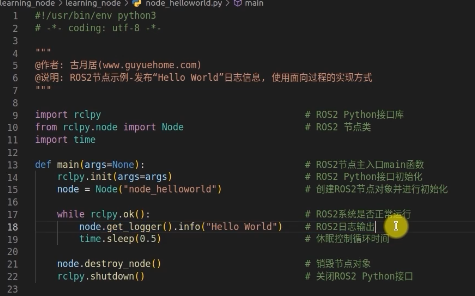 learning_node > learning_node > node_helloworld.py > main
1 #!/usr/bin/env python3
2 # -*- coding: utf-8 -*-
3
4 """
5 @作者: 古月居(www.guyuehome.com)
6 @说明: ROS2节点示例-发布“Hello World”日志信息, 使用面向过程的实现方式
7 """
8
9 import rclpy # ROS2 Python接口库
10 from rclpy.node import Node # ROS2 节点类
11 import time
12
13 def main(args=None): # ROS2节点主入口main函数
14 rclpy.init(args=args) # ROS2 Python接口初始化
15 node = Node("node_helloworld") # 创建ROS2节点对象并进行初始化
16
17 while rclpy.ok(): # ROS2系统是否正常运行
18 node.get_logger().info("Hello World") # ROS2日志输出
19 time.sleep(0.5) # 休眠控制循环时间
20
21 node.destroy_node() # 销毁节点对象
22 rclpy.shutdown() # 关闭ROS2 Python接口
23